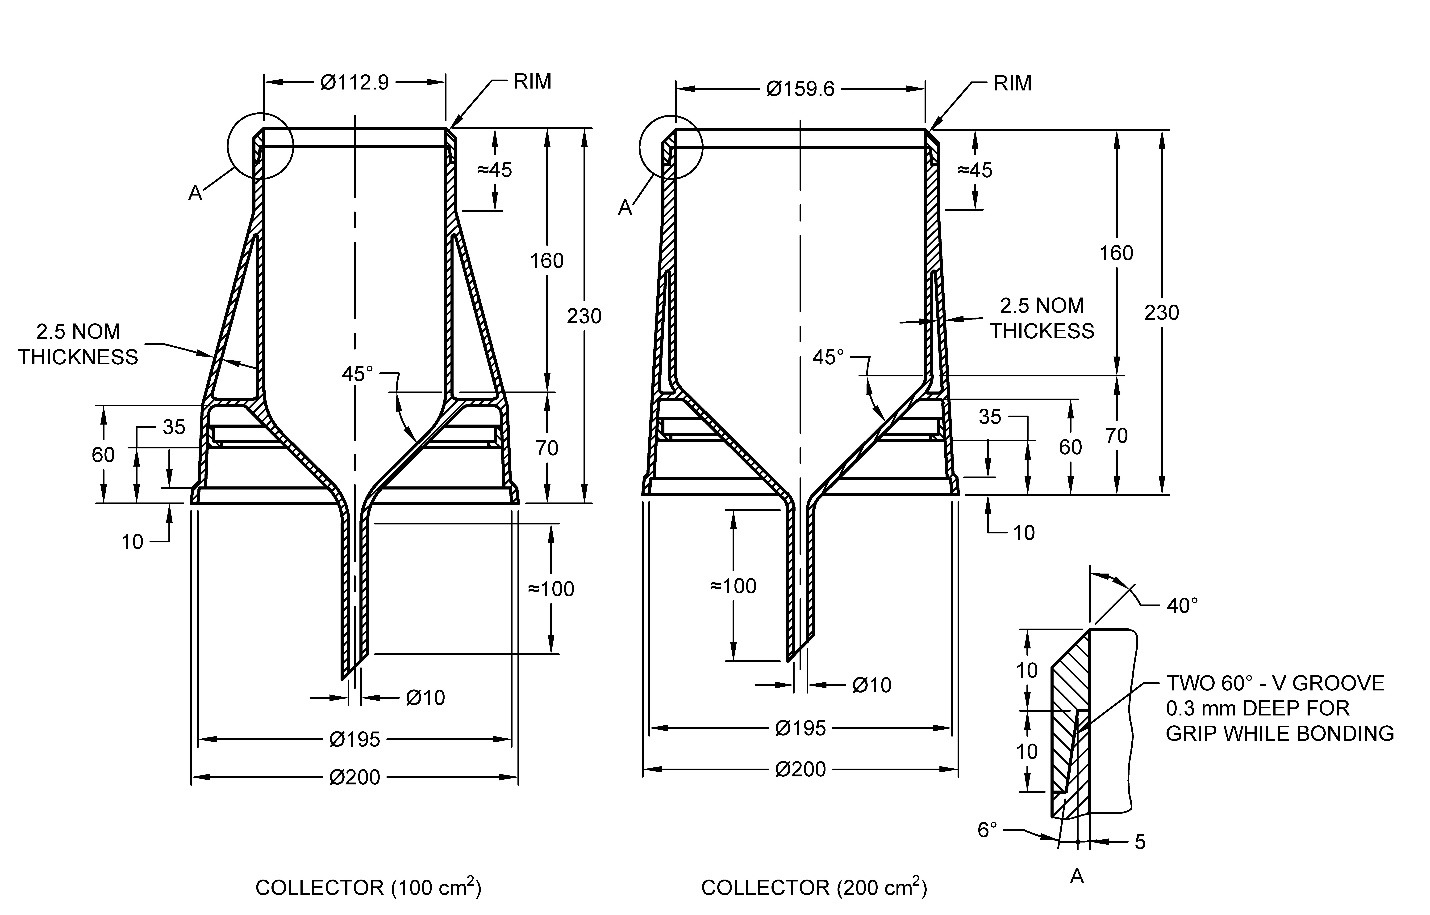 Ø112.9
RIM
A
≈45
160
230
2.5 NOM
THICKNESS
45°
35
60
70
10
≈100
Ø10
Ø195
Ø200
COLLECTOR (100 cm²)
Ø159.6
RIM
A
≈45
160
230
2.5 NOM
THICKESS
45°
35
60
70
10
≈100
Ø10
Ø195
Ø200
COLLECTOR (200 cm²)
40°
10
TWO 60° - V GROOVE
0.3 mm DEEP FOR
GRIP WHILE BONDING
10
6°
5
A